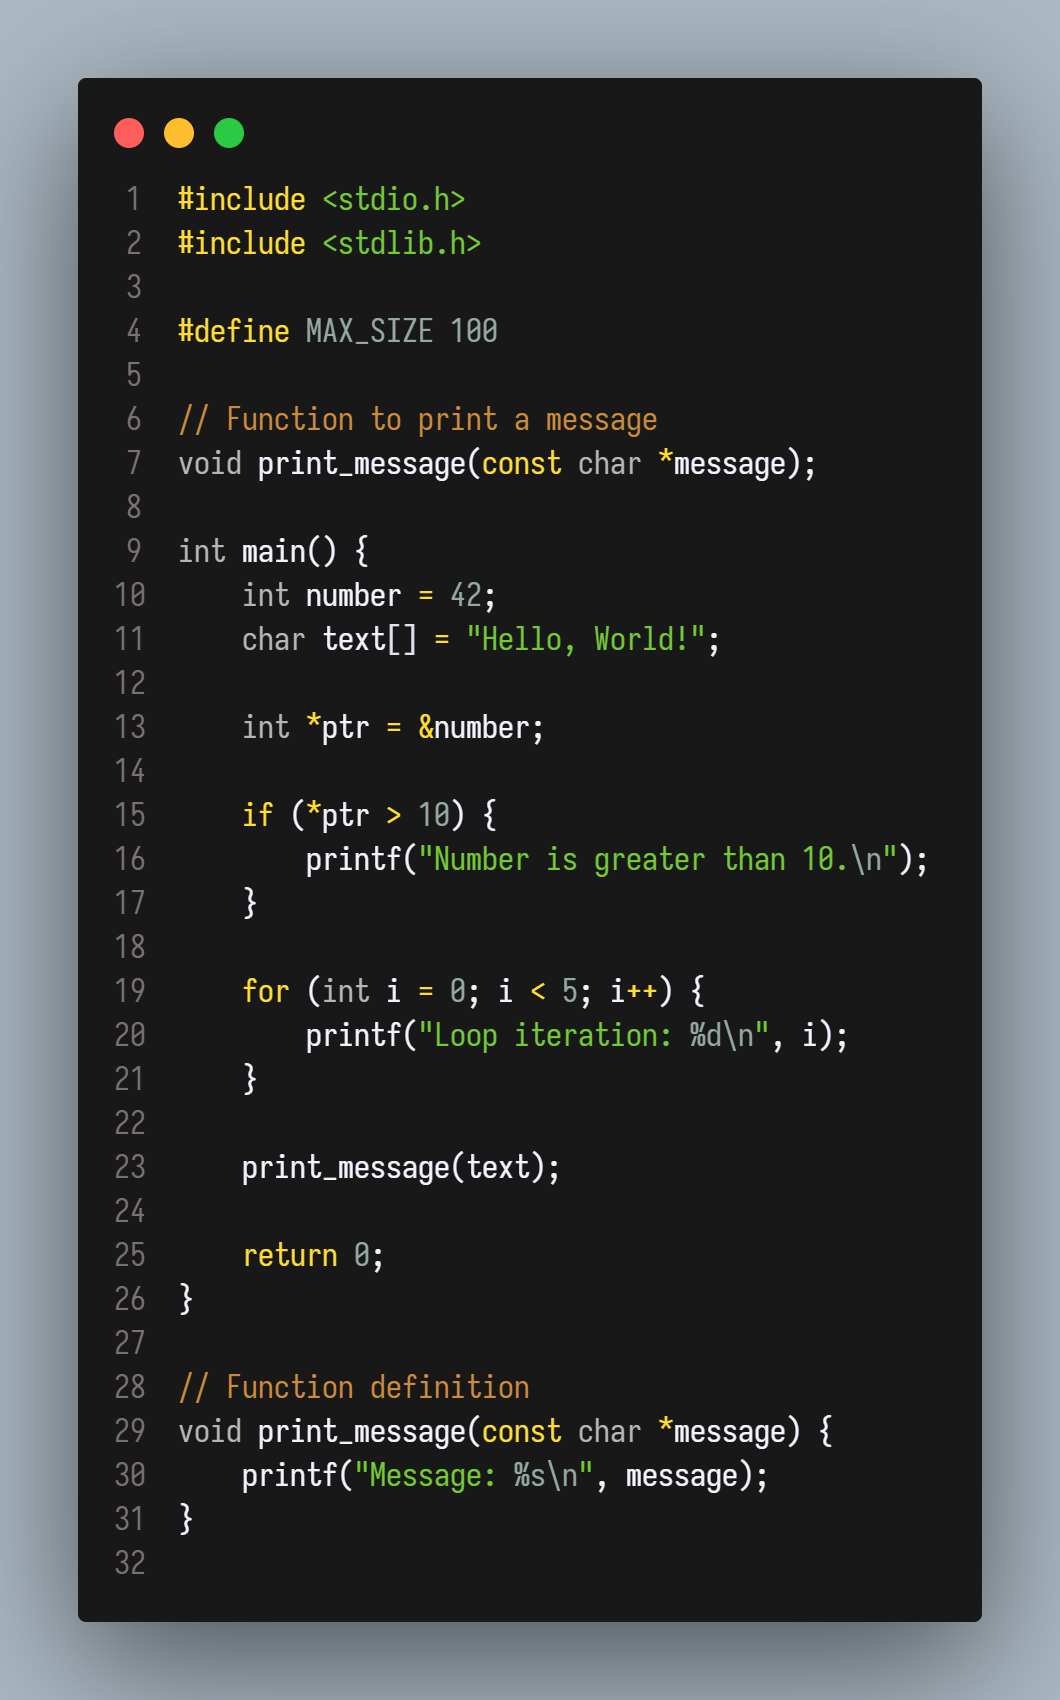 1 #include <stdio.h>
2 #include <stdlib.h>
3
4 #define MAX_SIZE 100
5
6 // Function to print a message
7 void print_message(const char *message);
8
9 int main() {
10     int number = 42;
11     char text[] = "Hello, World!";
12
13     int *ptr = &number;
14
15     if (*ptr > 10) {
16         printf("Number is greater than 10.\n");
17     }
18
19     for (int i = 0; i < 5; i++) {
20         printf("Loop iteration: %d\n", i);
21     }
22
23     print_message(text);
24
25     return 0;
26 }
27
28 // Function definition
29 void print_message(const char *message) {
30     printf("Message: %s\n", message);
31 }
32